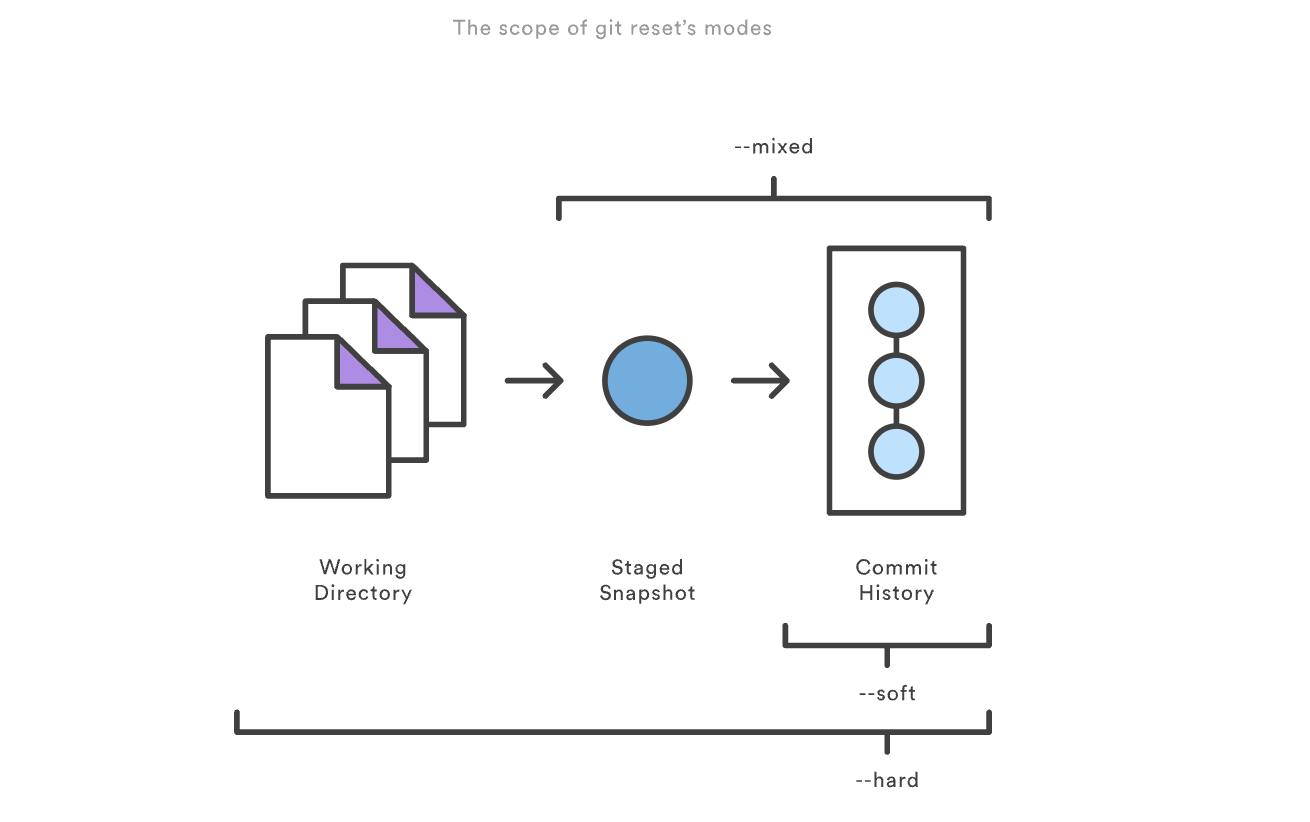 The scope of git reset’s modes
--mixed
Working
Directory
Staged
Snapshot
Commit
History
--soft
--hard